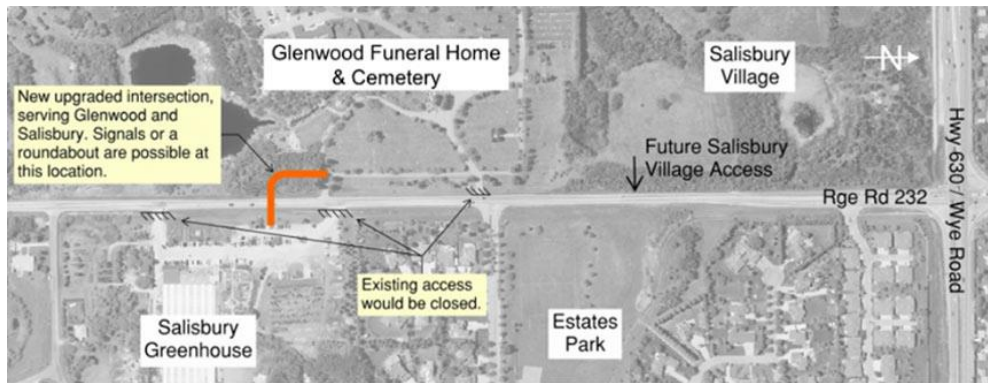 Glenwood Funeral Home
& Cemetery
Salisbury
Village
N
New upgraded intersection,
serving Glenwood and
Salisbury. Signals or a
roundabout are possible at
this location.
Future Salisbury
Village Access
Rge Rd 232
Hwy 630 / Wye Road
Existing access
would be closed.
Salisbury
Greenhouse
Estates
Park